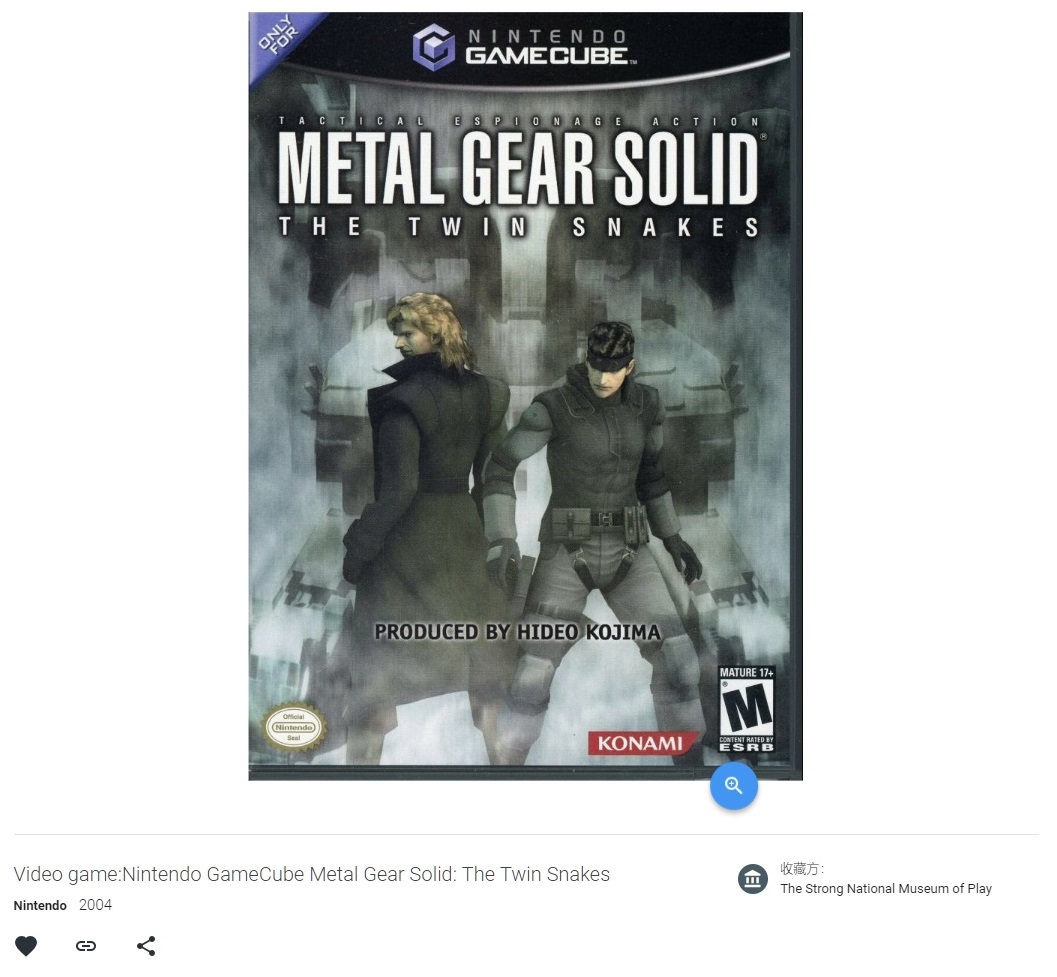 ONLY
FOR
NINTENDO
GAMECUBE™
TACTICAL ESPIONAGE ACTION
METAL GEAR SOLID®
THE TWIN SNAKES
PRODUCED BY HIDEO KOJIMA
Official
Nintendo
Seal
KONAMI
MATURE 17+
M®
CONTENT RATED BY
ESRB
Video game:Nintendo GameCube Metal Gear Solid: The Twin Snakes
Nintendo 2004
收藏方:
The Strong National Museum of Play